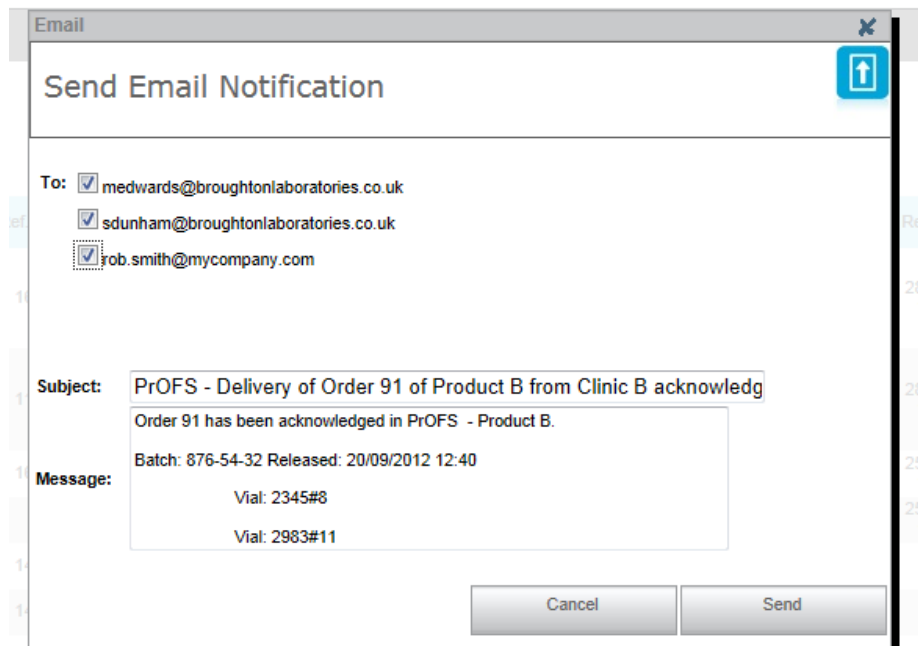 Email
Send Email Notification
To: medwards@broughtonlaboratories.co.uk
sdunham@broughtonlaboratories.co.uk
rob.smith@mycompany.com
Subject: PrOFS - Delivery of Order 91 of Product B from Clinic B acknowledg
Order 91 has been acknowledged in PrOFS - Product B.
Batch: 876-54-32 Released: 20/09/2012 12:40
Message:
Vial: 2345#8
Vial: 2983#11
Cancel Send